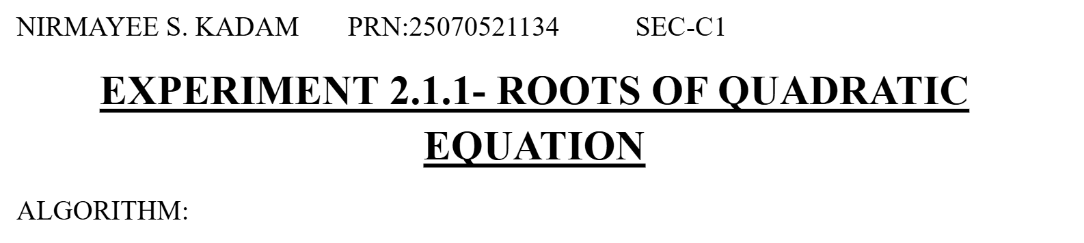 NIRMAYEE S. KADAM PRN:25070521134 SEC-C1
EXPERIMENT 2.1.1- ROOTS OF QUADRATIC
EQUATION
ALGORITHM: